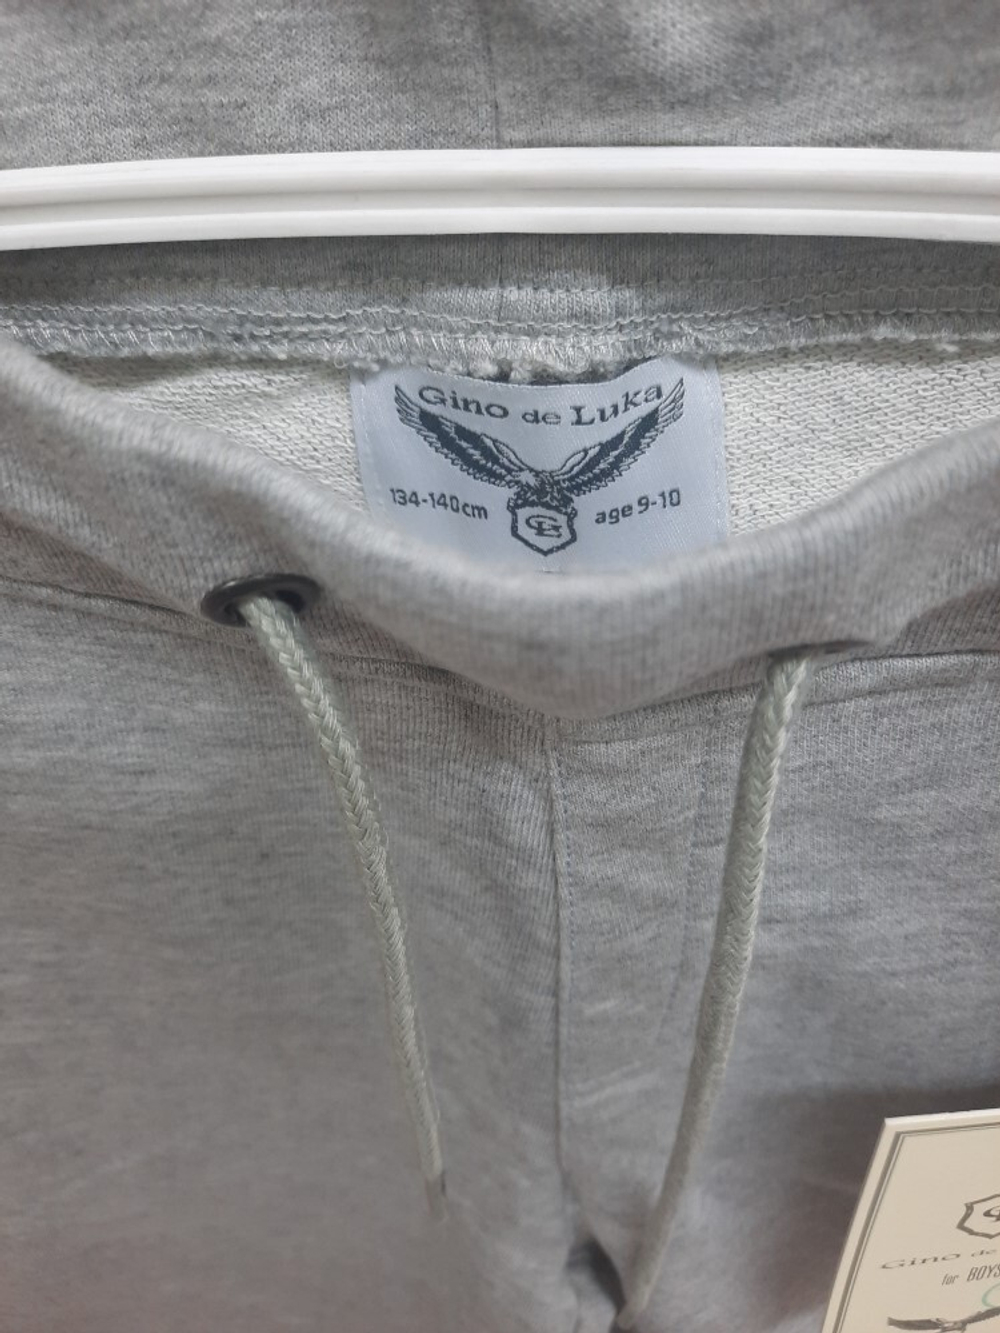 Gino de Luka
134-140cm age 9-10
GL
Gino de
for BOYS